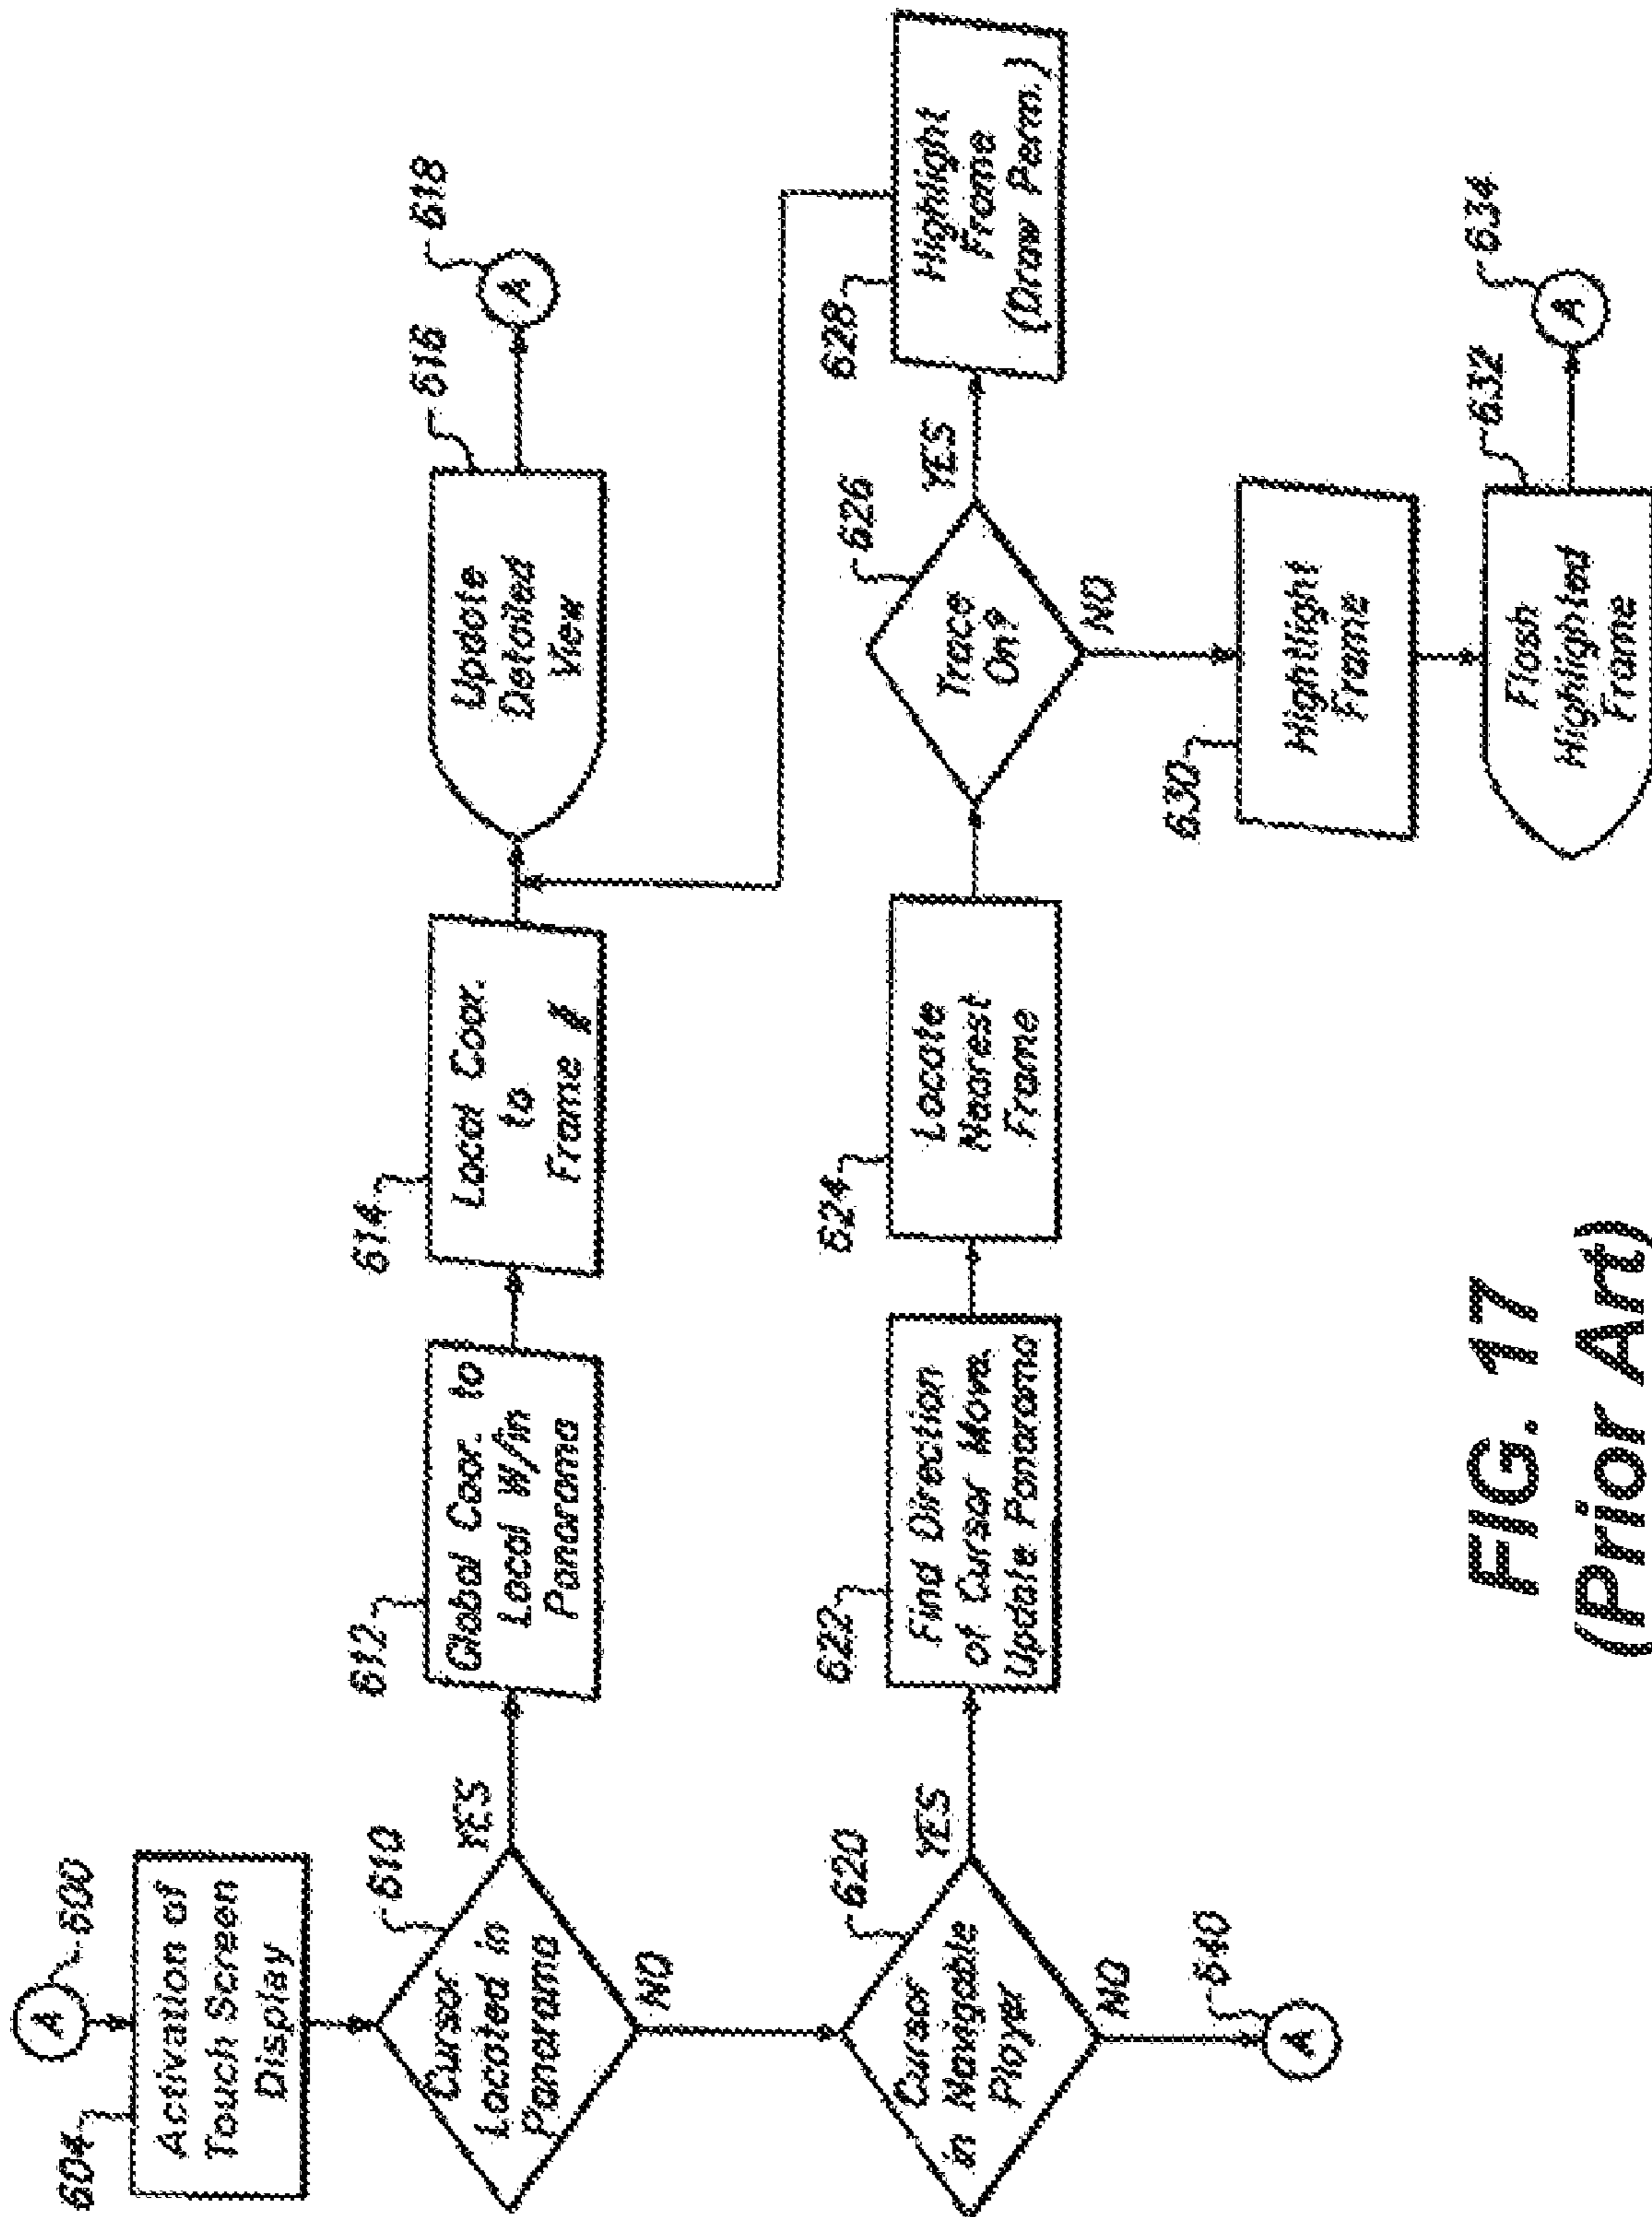 A
600
604
Activation of
Touch Screen
Display
610
Cursor
Located in
Panorama
YES
NO
612
Global Coor. to
Local W/in
Panorama
614
Local Coor.
to
Frame #
616
Update
Detailed
View
618
A
620
Cursor
in Navigable
Player
YES
NO
622
Find Direction
of Cursor Move,
Update Panorama
624
Locate
Nearest
Frame
626
Trace
On?
YES
NO
628
Highlight
Frame
(Draw Perm.)
630
Hightlight
Frame
632
Flash
Highlighted
Frame
634
A
640
A
FIG. 17
(Prior Art)